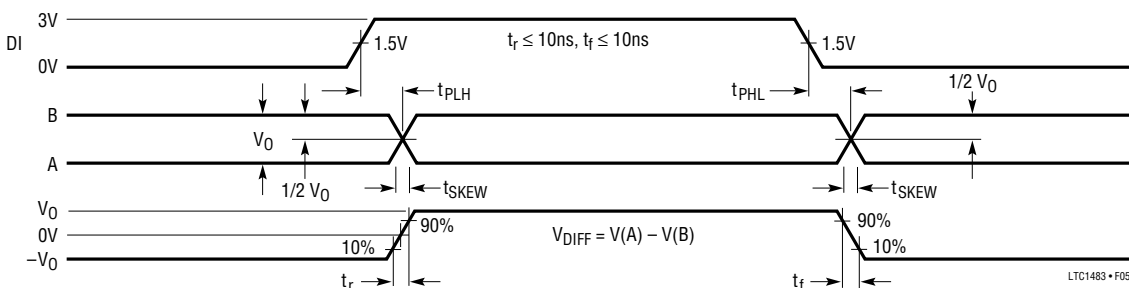 3V
DI
1.5V
t_r ≤ 10ns, t_f ≤ 10ns
1.5V
0V
1/2 V_O
t_PLH
t_PHL
B
V_O
A
1/2 V_O
t_SKEW
t_SKEW
V_O
90%
0V
V_DIFF = V(A) – V(B)
10%
10%
–V_O
t_r
t_f
LTC1483 • F05